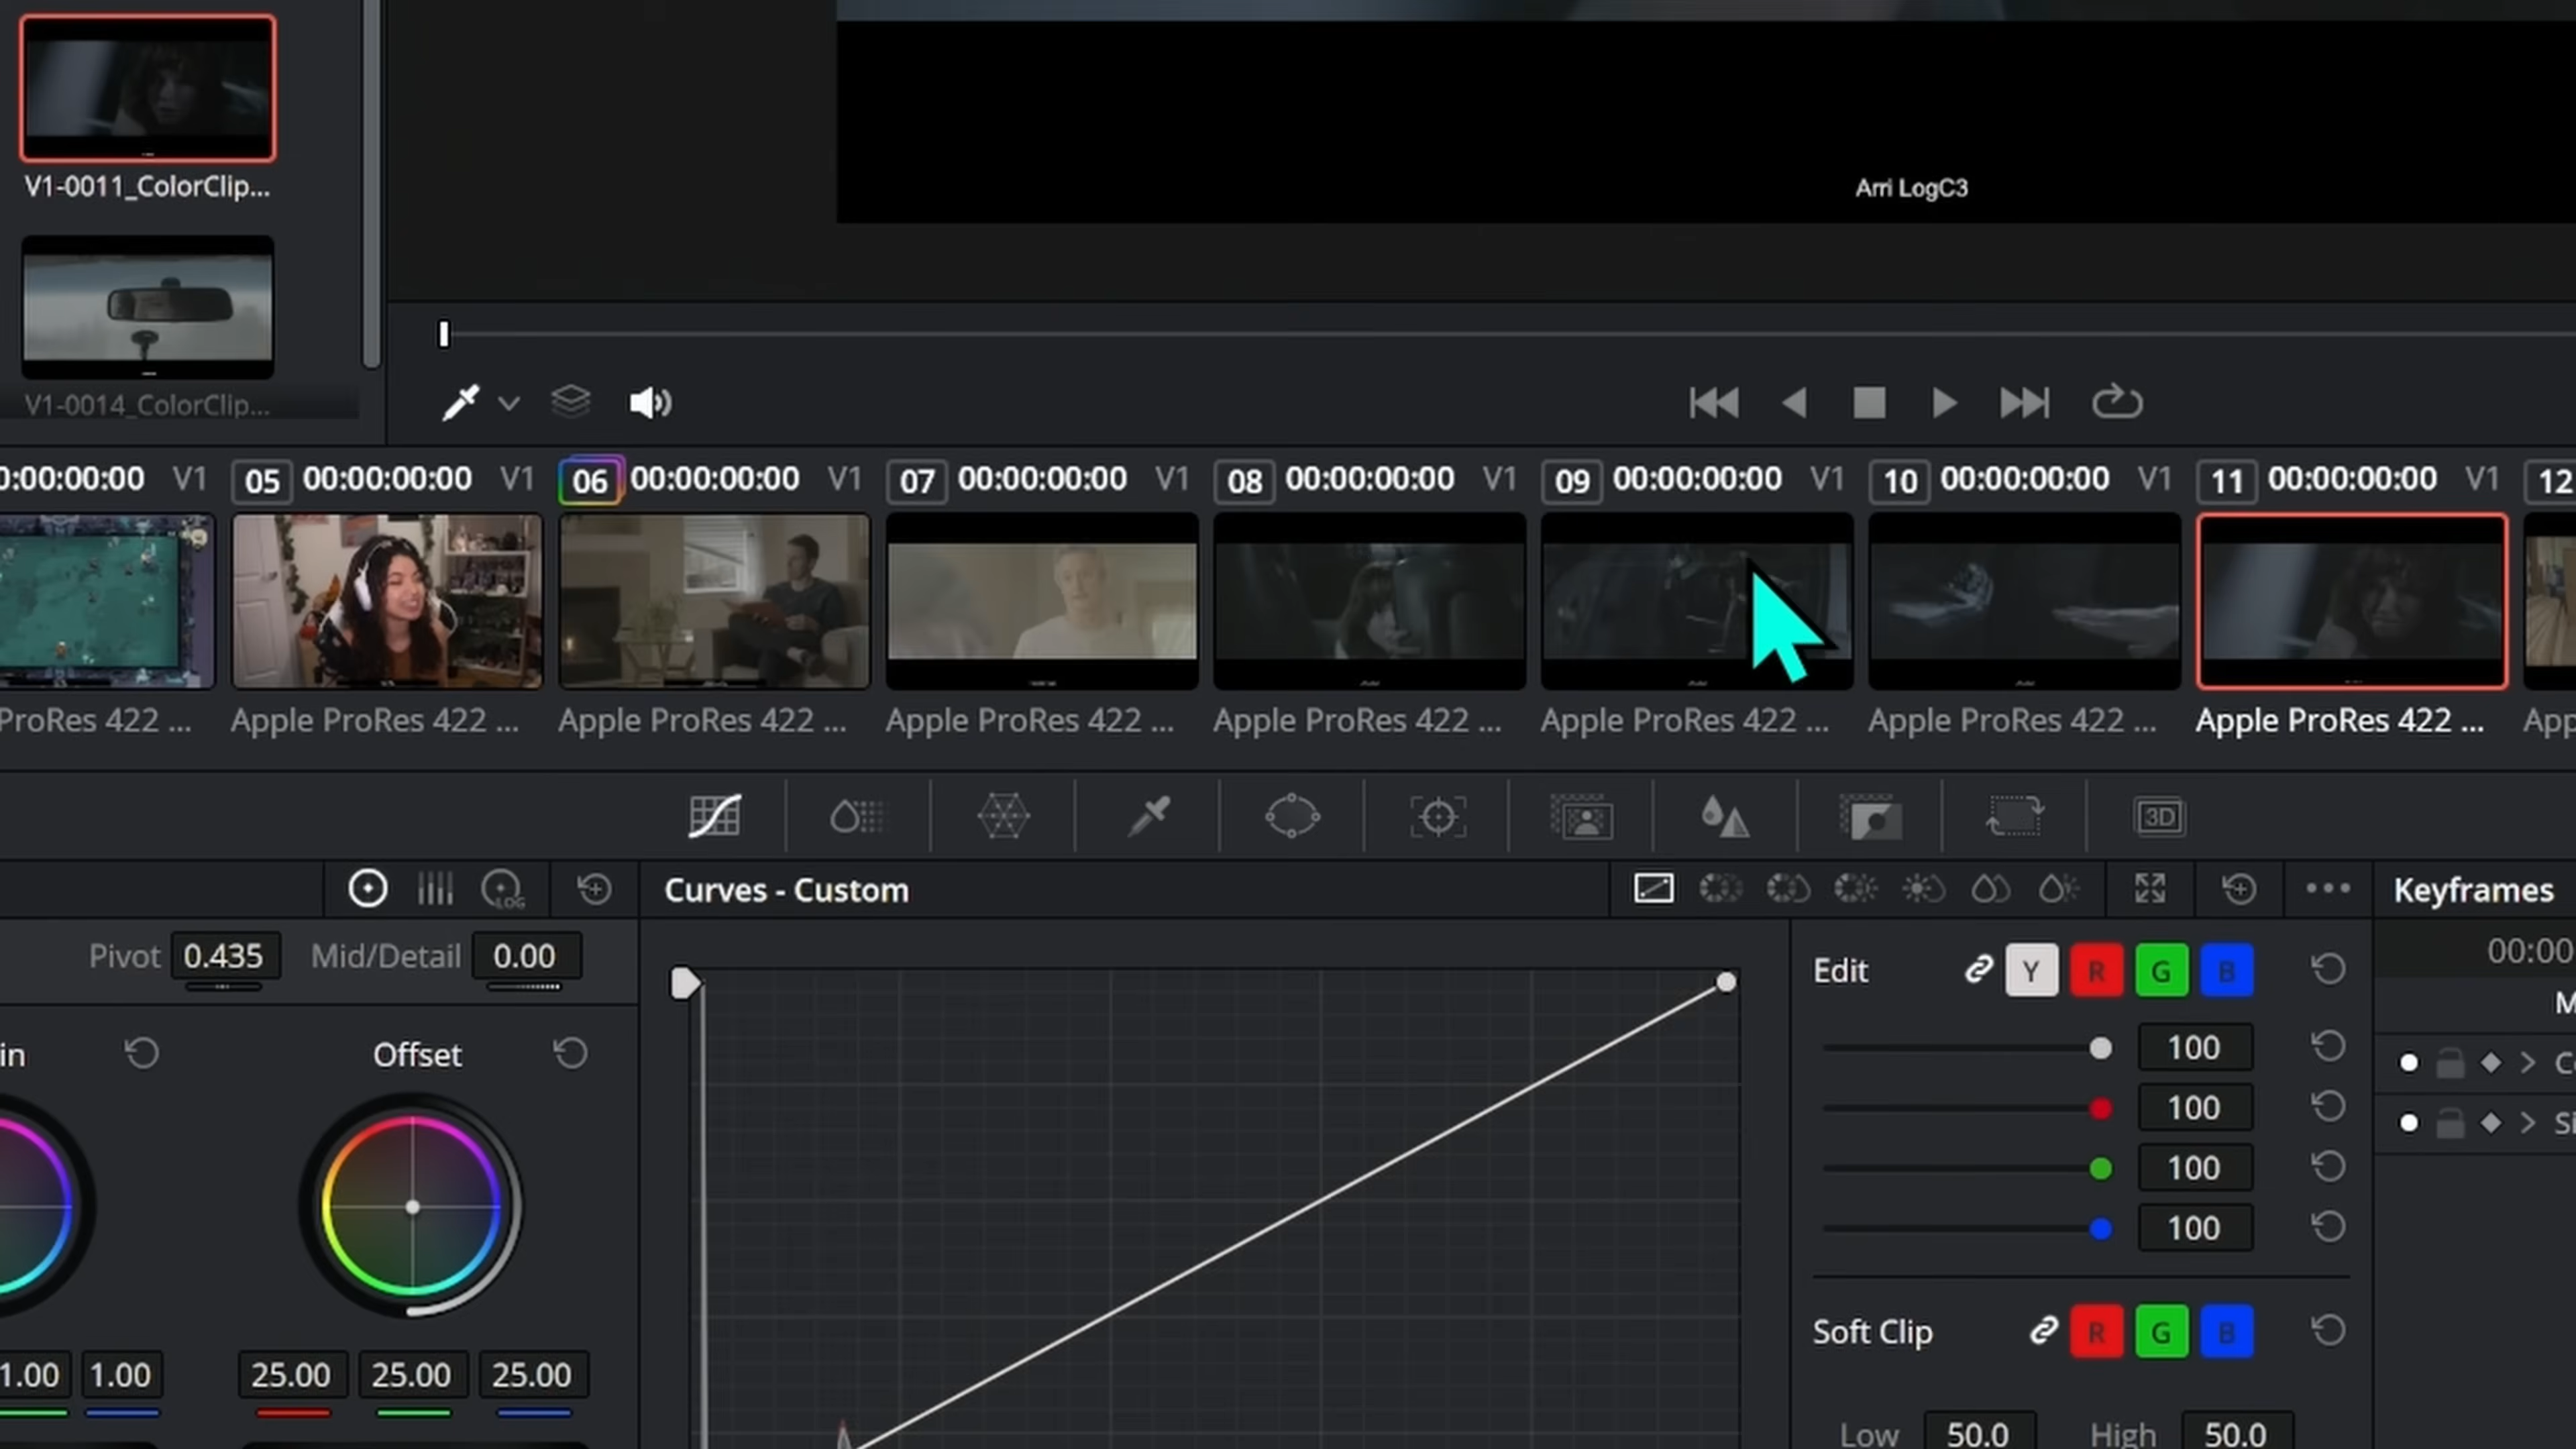 V1-0011_ColorClip...
V1-0014_ColorClip...
Arri LogC3
0:00:00:00 V1 05 00:00:00:00 V1 06 00:00:00:00 V1 07 00:00:00:00 V1 08 00:00:00:00 V1 09 00:00:00:00 V1 10 00:00:00:00 V1 11 00:00:00:00 V1 12
ProRes 422 ... Apple ProRes 422 ... Apple ProRes 422 ... Apple ProRes 422 ... Apple ProRes 422 ... Apple ProRes 422 ... Apple ProRes 422 ... Apple ProRes 422 ... App
3D
LOG
Curves - Custom
Keyframes
Pivot 0.435 Mid/Detail 0.00
in Offset
1.00 1.00 25.00 25.00 25.00
Edit Y R G B
100
100
100
100
Soft Clip R G B
Low 50.0 High 50.0
00:00
M
C
Si